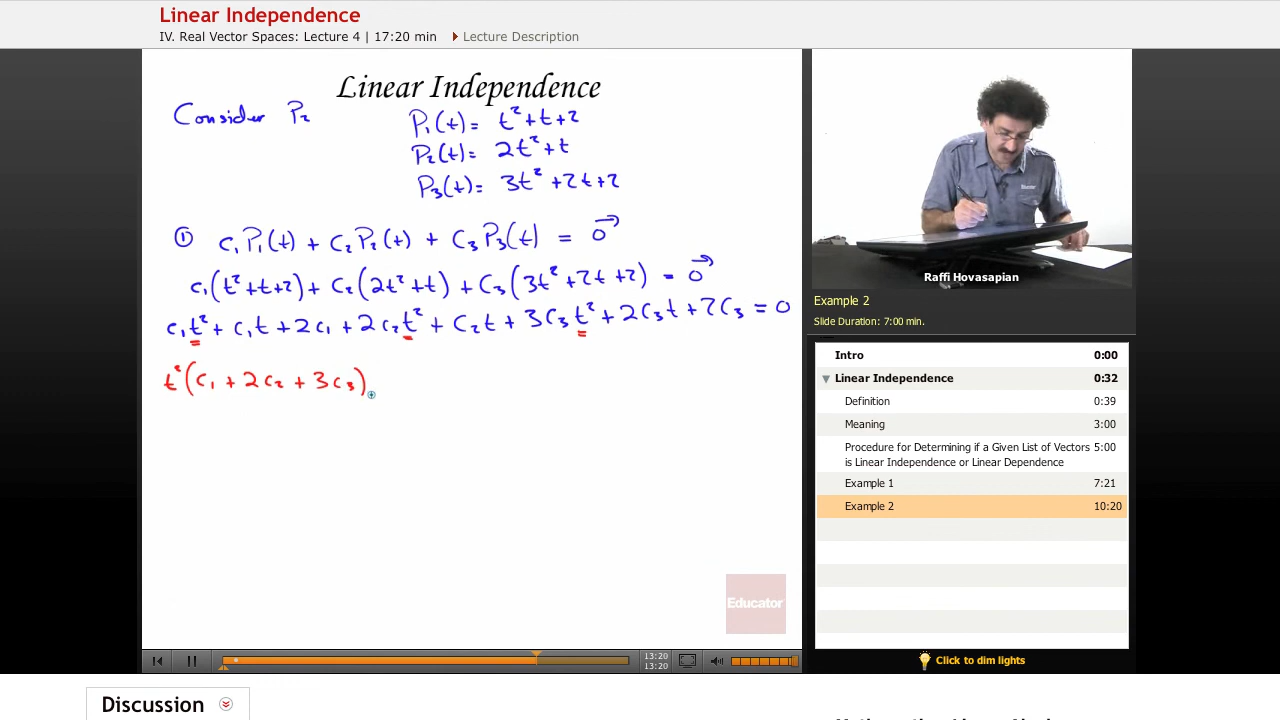 Linear Independence
IV. Real Vector Spaces: Lecture 4 | 17:20 min
Lecture Description
Linear Independence
Consider P₂
P₁(t) = t² + t + 2
P₂(t) = 2t² + t
P₃(t) = 3t² + 2t + 2
① c₁P₁(t) + c₂P₂(t) + c₃P₃(t) = 0⃗
c₁(t² + t + 2) + c₂(2t² + t) + c₃(3t² + 2t + 2) = 0⃗
c₁t² + c₁t + 2c₁ + 2c₂t² + c₂t + 3c₃t² + 2c₃t + 2c₃ = 0
t²(c₁ + 2c₂ + 3c₃)
Educator
13:20
13:20
Raffi Hovasapian
Example 2
Slide Duration: 7:00 min.
Intro 0:00
Linear Independence 0:32
Definition 0:39
Meaning 3:00
Procedure for Determining if a Given List of Vectors 5:00
is Linear Independence or Linear Dependence
Example 1 7:21
Example 2 10:20
Click to dim lights
Discussion